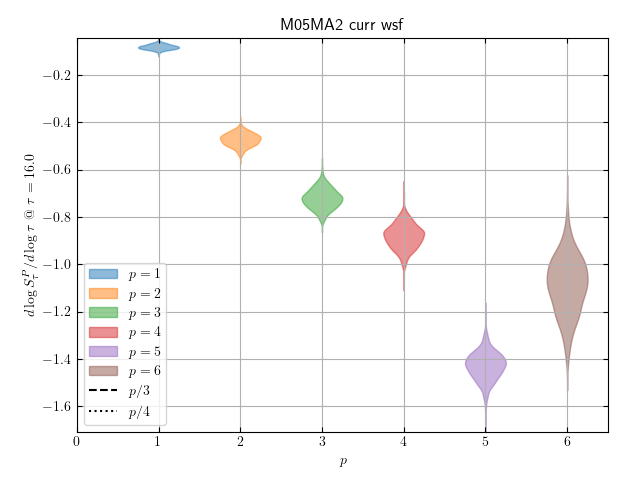 M05MA2 curr wsf
d log S_τ^P / d log τ @ τ = 16.0
−0.2
−0.4
−0.6
−0.8
−1.0
−1.2
−1.4
−1.6
p = 1
p = 2
p = 3
p = 4
p = 5
p = 6
p/3
p/4
0 1 2 3 4 5 6
p